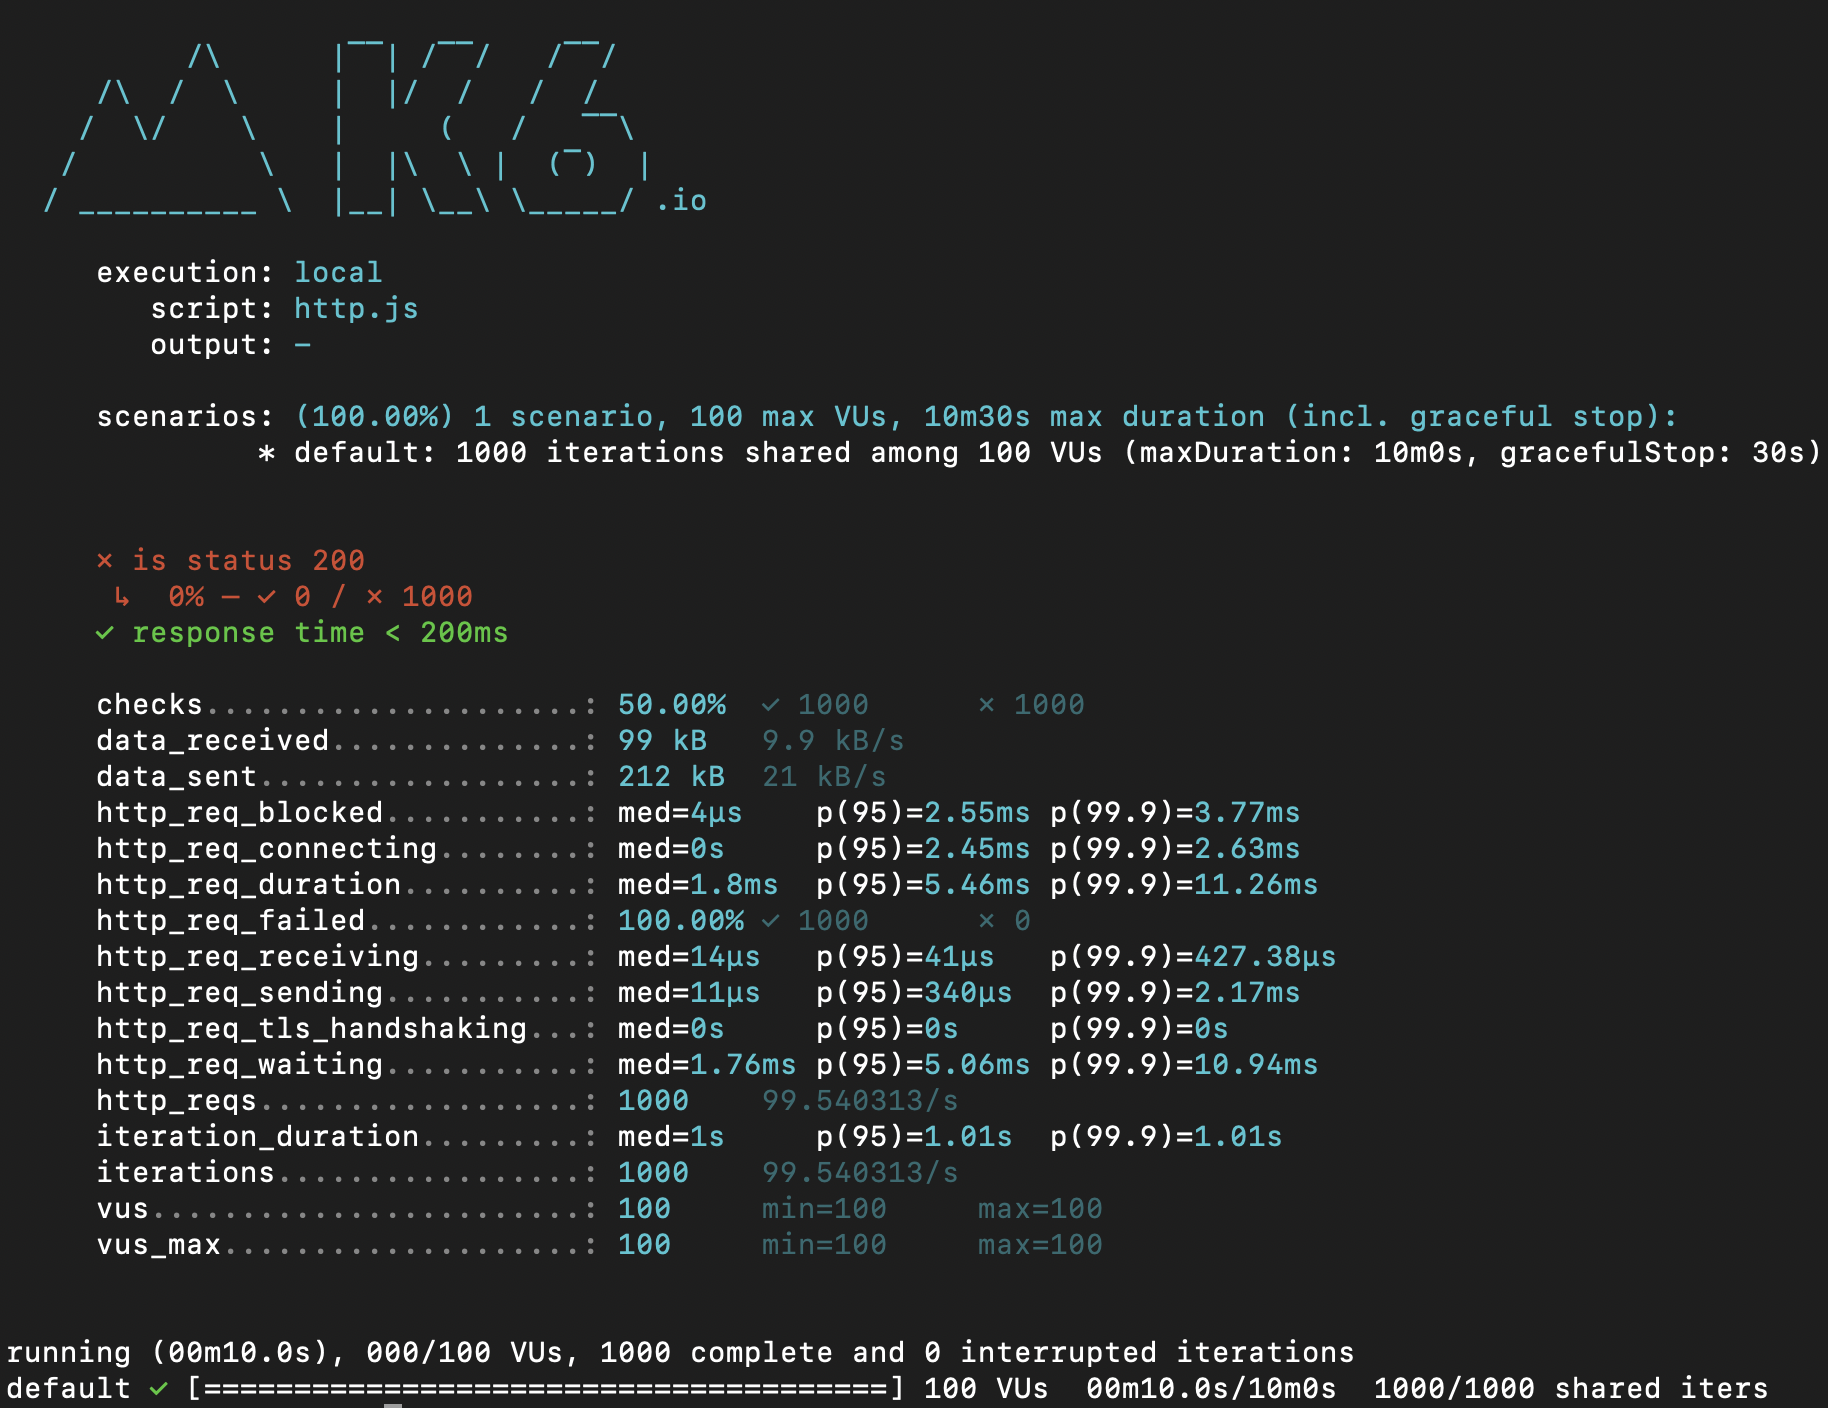 /\      |‾‾| /‾‾/   /‾‾/
     /\  /  \     |  |/  /   /  /
    /  \/    \    |     (   /   ‾‾\
   /          \   |  |\  \ |  (‾)  |
  / __________ \  |__| \__\ \_____/ .io
execution: local
script: http.js
output: -
scenarios: (100.00%) 1 scenario, 100 max VUs, 10m30s max duration (incl. graceful stop):
* default: 1000 iterations shared among 100 VUs (maxDuration: 10m0s, gracefulStop: 30s)
✗ is status 200
↳  0% — ✓ 0 / ✗ 1000
✓ response time < 200ms
checks.....................: 50.00%  ✓ 1000      ✗ 1000
data_received..............: 99 kB   9.9 kB/s
data_sent..................: 212 kB  21 kB/s
http_req_blocked...........: med=4µs    p(95)=2.55ms p(99.9)=3.77ms
http_req_connecting........: med=0s     p(95)=2.45ms p(99.9)=2.63ms
http_req_duration..........: med=1.8ms  p(95)=5.46ms p(99.9)=11.26ms
http_req_failed............: 100.00% ✓ 1000      ✗ 0
http_req_receiving.........: med=14µs   p(95)=41µs   p(99.9)=427.38µs
http_req_sending...........: med=11µs   p(95)=340µs  p(99.9)=2.17ms
http_req_tls_handshaking...: med=0s     p(95)=0s     p(99.9)=0s
http_req_waiting...........: med=1.76ms p(95)=5.06ms p(99.9)=10.94ms
http_reqs..................: 1000    99.540313/s
iteration_duration.........: med=1s     p(95)=1.01s  p(99.9)=1.01s
iterations.................: 1000    99.540313/s
vus........................: 100     min=100     max=100
vus_max....................: 100     min=100     max=100
running (00m10.0s), 000/100 VUs, 1000 complete and 0 interrupted iterations
default ✓ [======================================] 100 VUs  00m10.0s/10m0s  1000/1000 shared iters